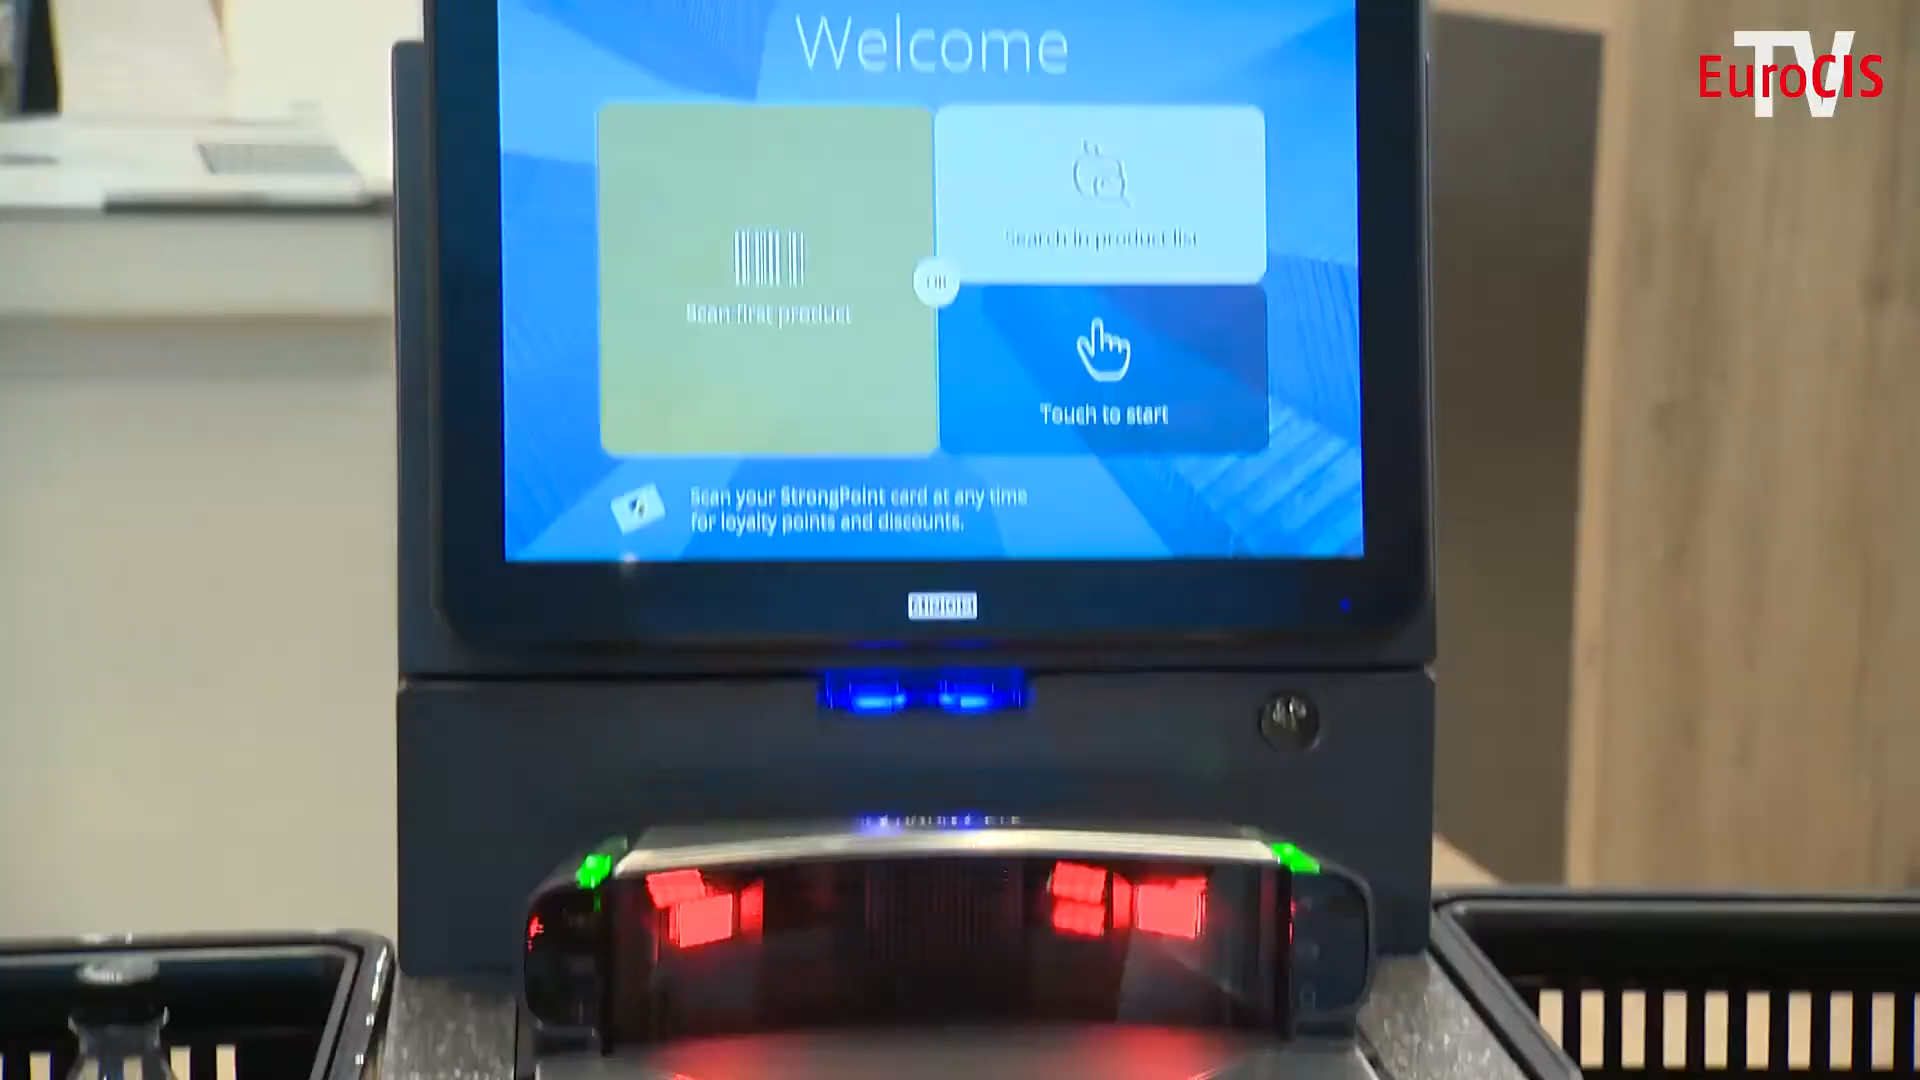 Welcome
TV
EuroCIS
Search in product list
OR
Scan first product
Touch to start
Scan your StrongPoint card at any time
for loyalty points and discounts.